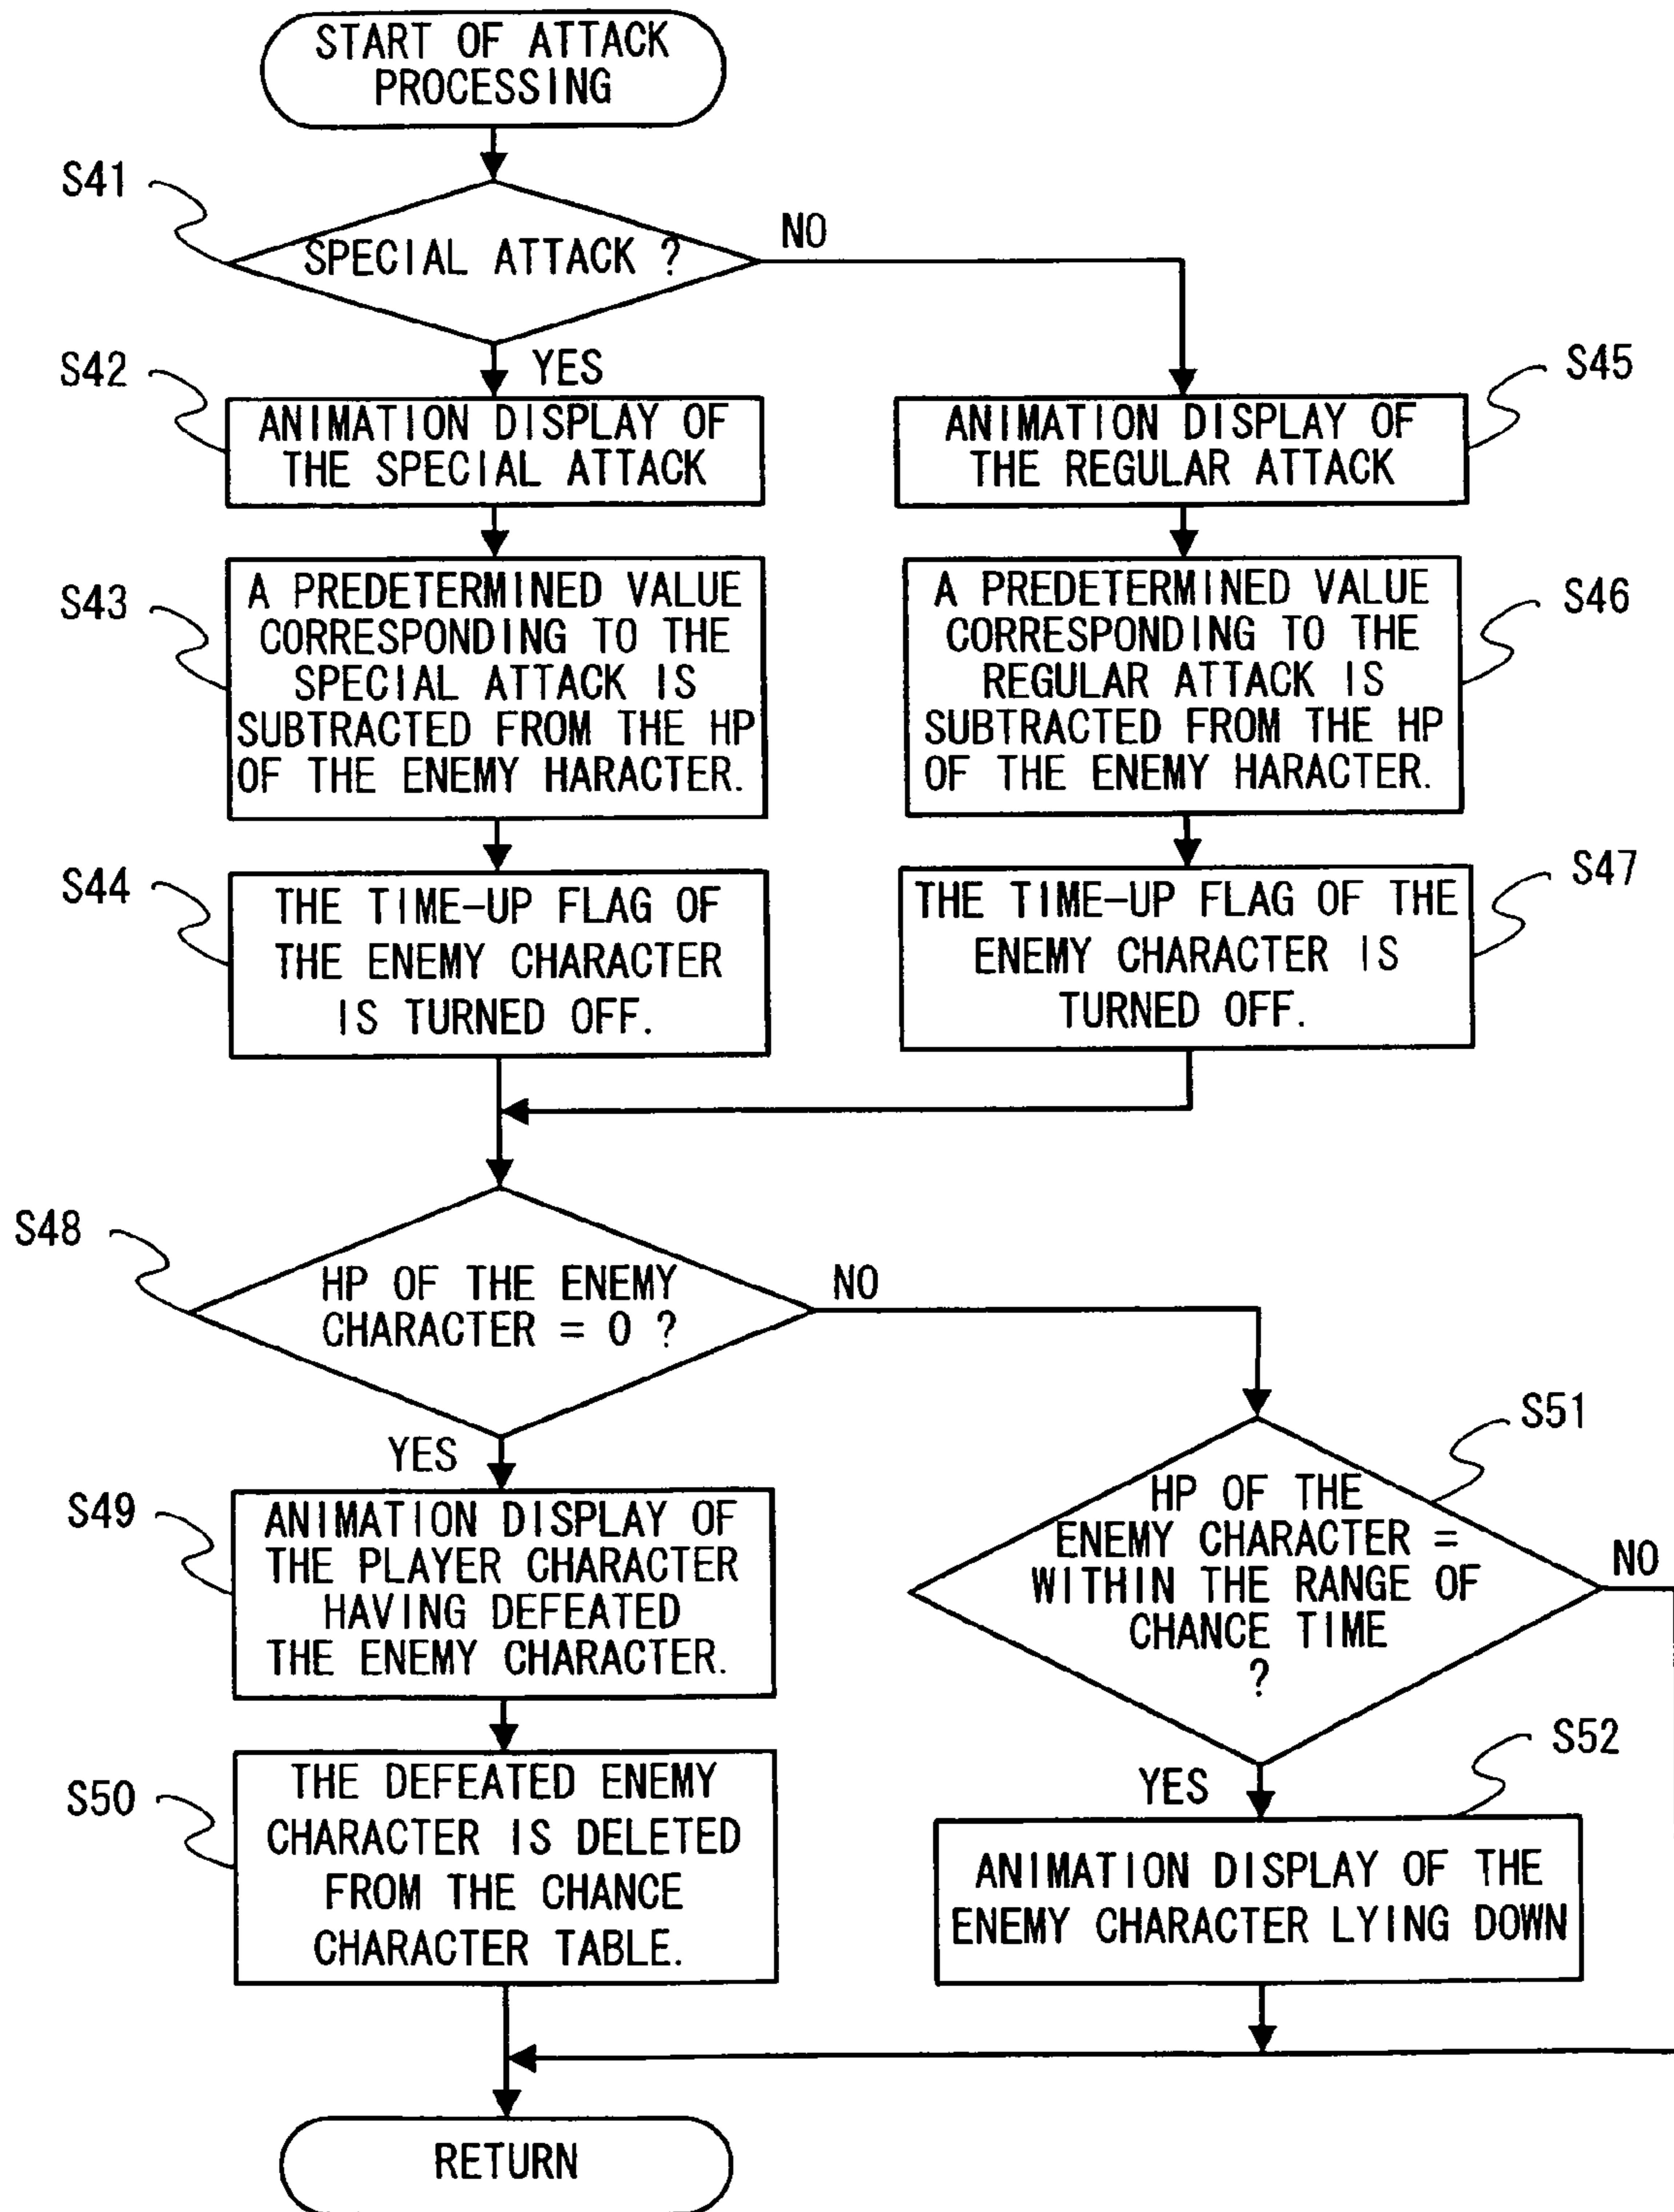 START OF ATTACK
PROCESSING
S41
SPECIAL ATTACK ?
NO
YES
S42
ANIMATION DISPLAY OF
THE SPECIAL ATTACK
S45
ANIMATION DISPLAY OF
THE REGULAR ATTACK
S43
A PREDETERMINED VALUE
CORRESPONDING TO THE
SPECIAL ATTACK IS
SUBTRACTED FROM THE HP
OF THE ENEMY HARACTER.
S46
A PREDETERMINED VALUE
CORRESPONDING TO THE
REGULAR ATTACK IS
SUBTRACTED FROM THE HP
OF THE ENEMY HARACTER.
S44
THE TIME-UP FLAG OF
THE ENEMY CHARACTER
IS TURNED OFF.
S47
THE TIME-UP FLAG OF THE
ENEMY CHARACTER IS
TURNED OFF.
S48
HP OF THE ENEMY
CHARACTER = 0 ?
NO
YES
S49
ANIMATION DISPLAY OF
THE PLAYER CHARACTER
HAVING DEFEATED
THE ENEMY CHARACTER.
S51
HP OF THE
ENEMY CHARACTER =
WITHIN THE RANGE OF
CHANCE TIME
?
NO
YES
S50
THE DEFEATED ENEMY
CHARACTER IS DELETED
FROM THE CHANCE
CHARACTER TABLE.
S52
ANIMATION DISPLAY OF THE
ENEMY CHARACTER LYING DOWN
RETURN